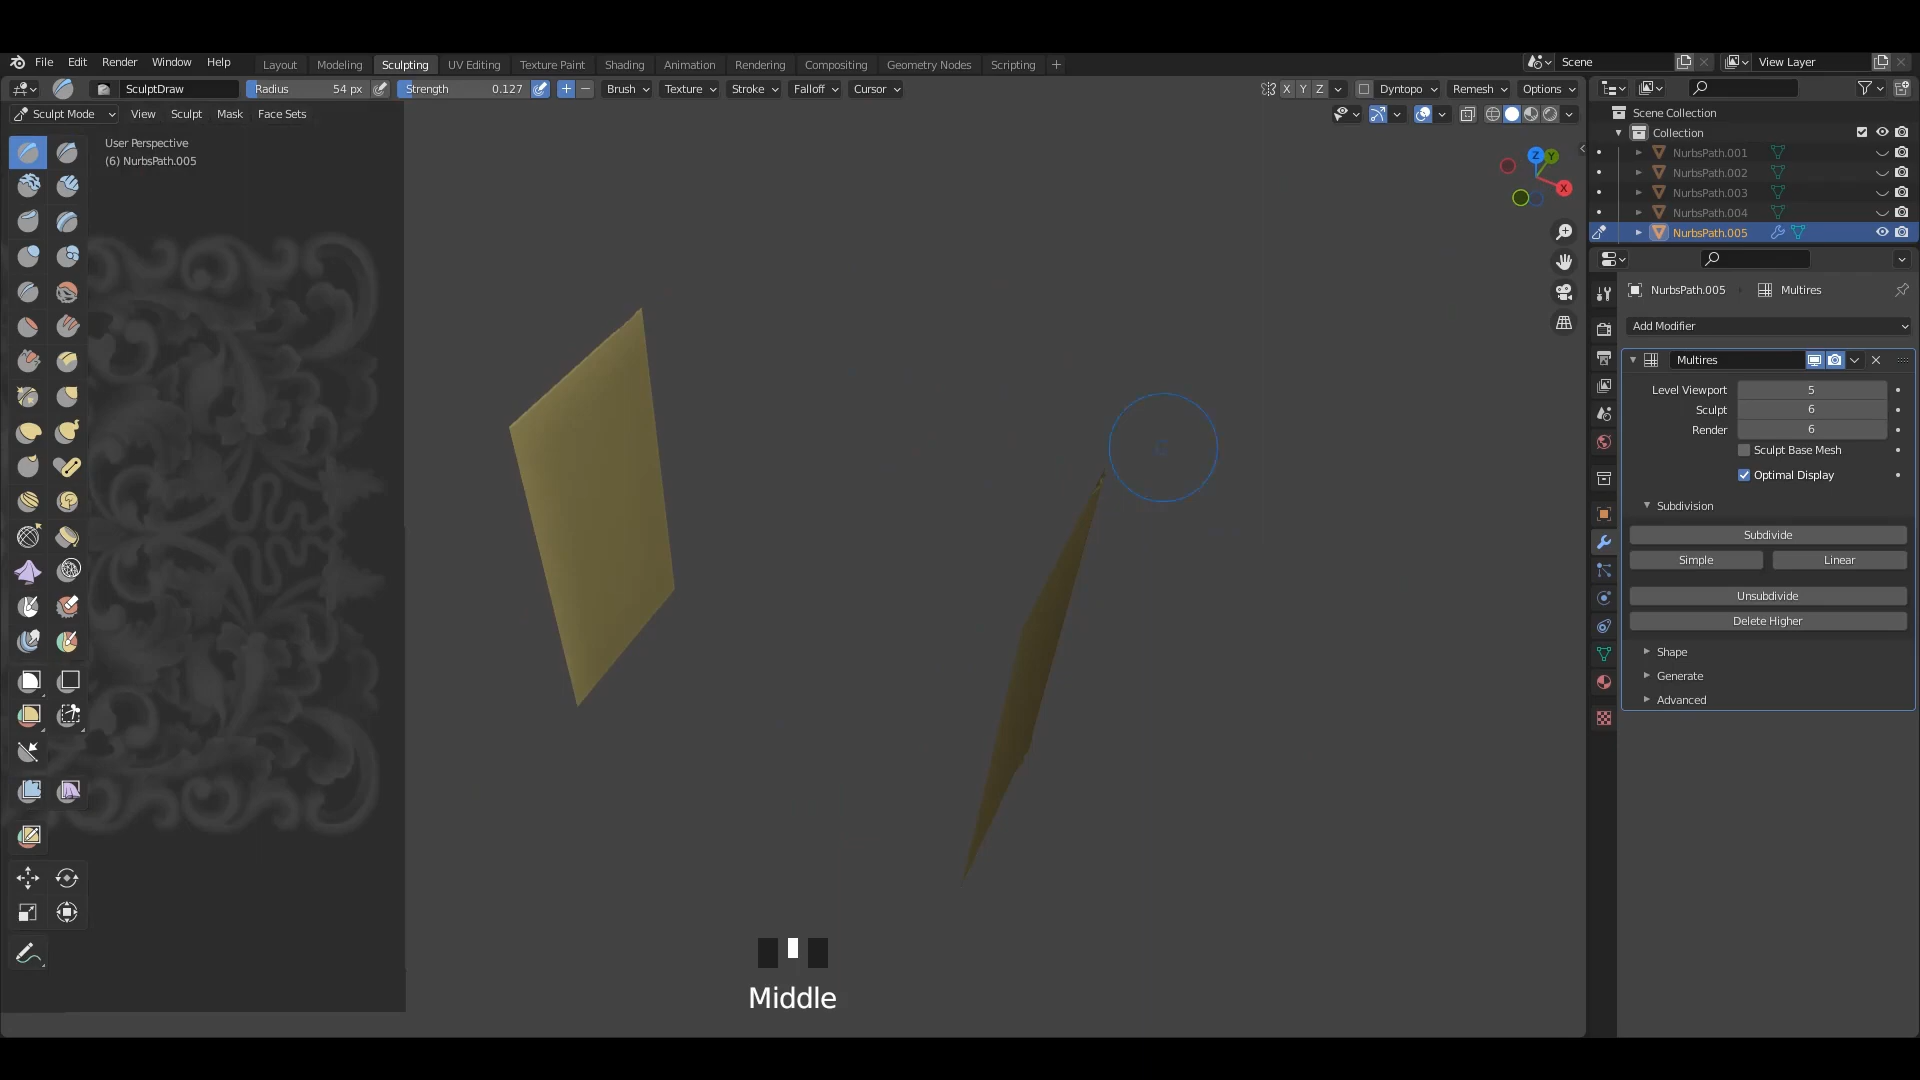 File Edit Render Window Help Layout Modeling Sculpting UV Editing Texture Paint Shading Animation Rendering Compositing Geometry Nodes Scripting + Scene View Layer
SculptDraw Radius 54 px Strength 0.127 Brush Texture Stroke Falloff Cursor X Y Z Dyntopo Remesh Options
Sculpt Mode View Sculpt Mask Face Sets
User Perspective
(6) NurbsPath.005
Z Y
X
Scene Collection
Collection
NurbsPath.001
NurbsPath.002
NurbsPath.003
NurbsPath.004
NurbsPath.005
NurbsPath.005 Multires
Add Modifier
Multires
Level Viewport 5
Sculpt 6
Render 6
Sculpt Base Mesh
Optimal Display
Subdivision
Subdivide
Simple Linear
Unsubdivide
Delete Higher
Shape
Generate
Advanced
Middle